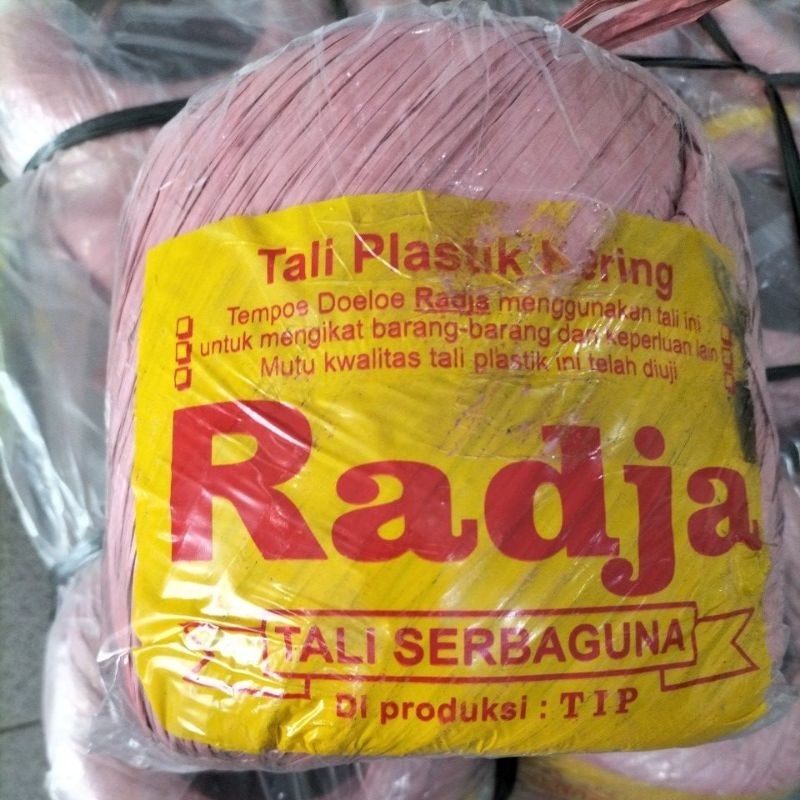 Tali Plastik Kering
Tempoe Doeloe Radja menggunakan tali ini
untuk mengikat barang-barang dan keperluan lain
Mutu kwalitas tali plastik ini telah diuji
Radja
TALI SERBAGUNA
Di produksi : TIP